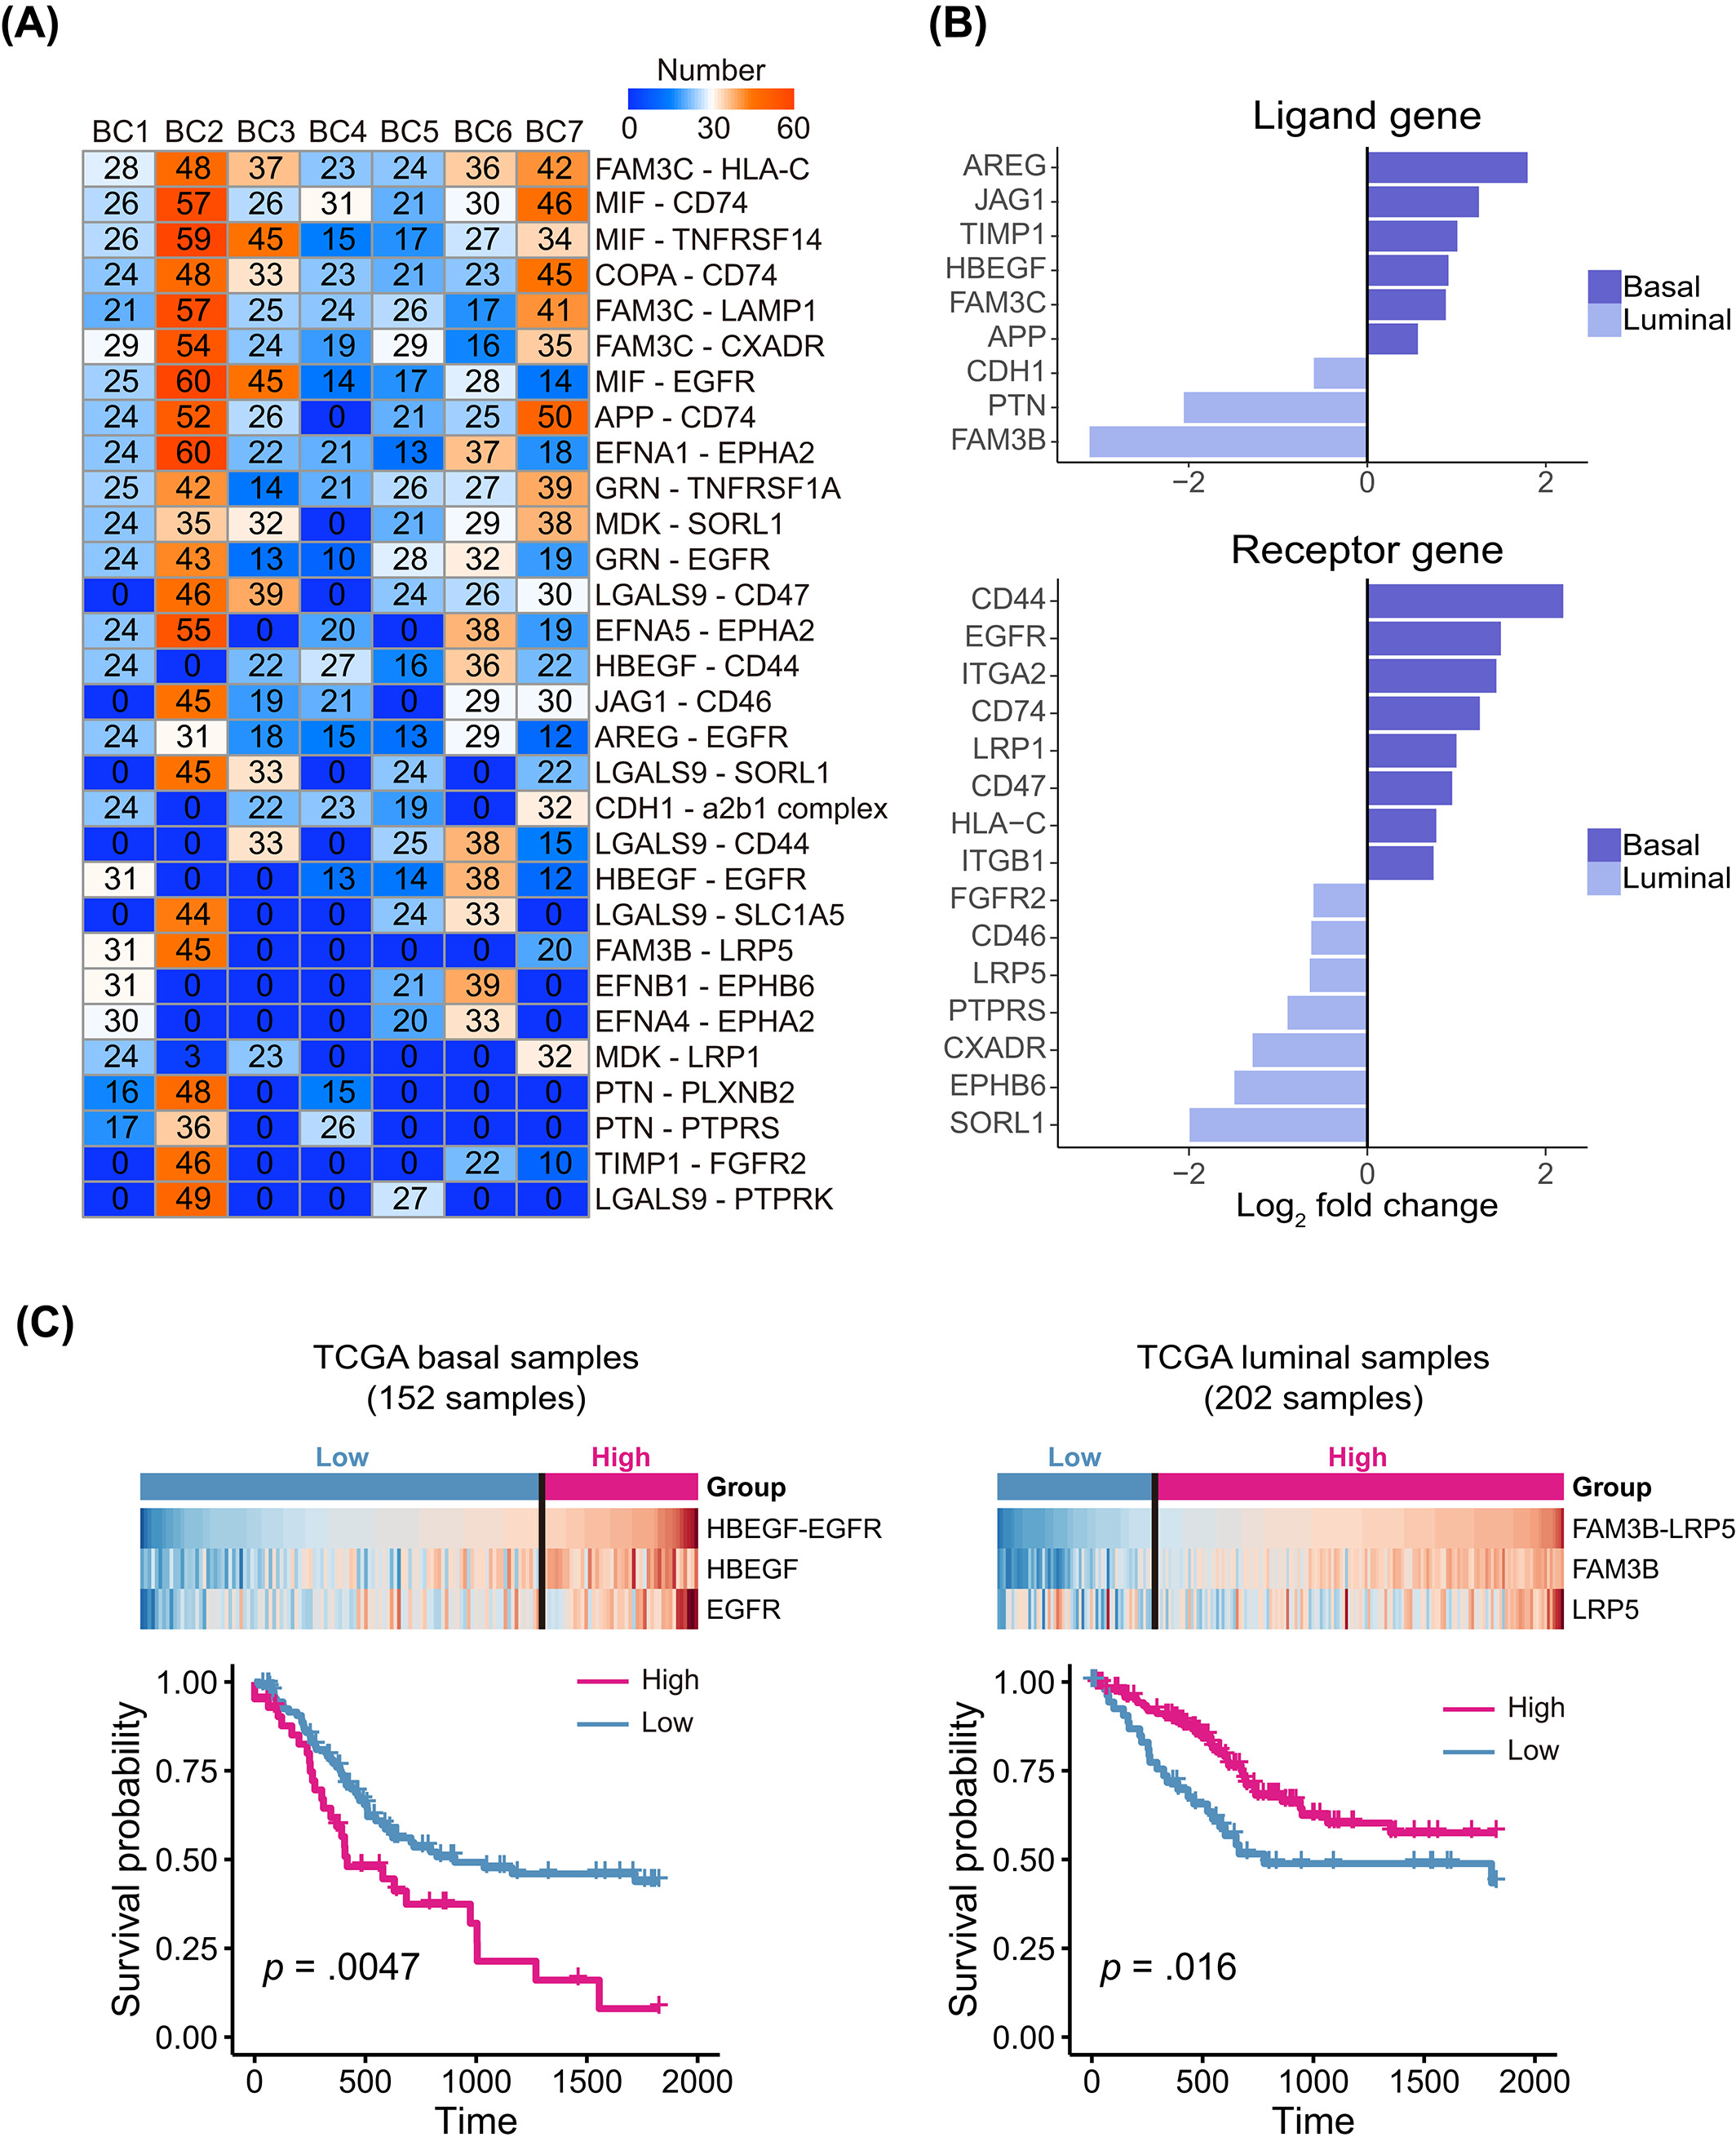 (A)
Number
0 30 60
BC1 BC2 BC3 BC4 BC5 BC6 BC7
28 48 37 23 24 36 42 FAM3C - HLA-C
26 57 26 31 21 30 46 MIF - CD74
26 59 45 15 17 27 34 MIF - TNFRSF14
24 48 33 23 21 23 45 COPA - CD74
21 57 25 24 26 17 41 FAM3C - LAMP1
29 54 24 19 29 16 35 FAM3C - CXADR
25 60 45 14 17 28 14 MIF - EGFR
24 52 26 0 21 25 50 APP - CD74
24 60 22 21 13 37 18 EFNA1 - EPHA2
25 42 14 21 26 27 39 GRN - TNFRSF1A
24 35 32 0 21 29 38 MDK - SORL1
24 43 13 10 28 32 19 GRN - EGFR
0 46 39 0 24 26 30 LGALS9 - CD47
24 55 0 20 0 38 19 EFNA5 - EPHA2
24 0 22 27 16 36 22 HBEGF - CD44
0 45 19 21 0 29 30 JAG1 - CD46
24 31 18 15 13 29 12 AREG - EGFR
0 45 33 0 24 0 22 LGALS9 - SORL1
24 0 22 23 19 0 32 CDH1 - a2b1 complex
0 0 33 0 25 38 15 LGALS9 - CD44
31 0 0 13 14 38 12 HBEGF - EGFR
0 44 0 0 24 33 0 LGALS9 - SLC1A5
31 45 0 0 0 0 20 FAM3B - LRP5
31 0 0 0 21 39 0 EFNB1 - EPHB6
30 0 0 0 20 33 0 EFNA4 - EPHA2
24 3 23 0 0 0 32 MDK - LRP1
16 48 0 15 0 0 0 PTN - PLXNB2
17 36 0 26 0 0 0 PTN - PTPRS
0 46 0 0 0 22 10 TIMP1 - FGFR2
0 49 0 0 27 0 0 LGALS9 - PTPRK
(B)
Ligand gene
AREG
JAG1
TIMP1
HBEGF
FAM3C
APP
CDH1
PTN
FAM3B
−2 0 2
Basal
Luminal
Receptor gene
CD44
EGFR
ITGA2
CD74
LRP1
CD47
HLA−C
ITGB1
FGFR2
CD46
LRP5
PTPRS
CXADR
EPHB6
SORL1
−2 0 2
Log2 fold change
Basal
Luminal
(C)
TCGA basal samples
(152 samples)
Low High
Group
HBEGF-EGFR
HBEGF
EGFR
Survival probability
1.00
0.75
0.50
0.25
0.00
High
Low
p = .0047
0 500 1000 1500 2000
Time
TCGA luminal samples
(202 samples)
Low High
Group
FAM3B-LRP5
FAM3B
LRP5
Survival probability
1.00
0.75
0.50
0.25
0.00
High
Low
p = .016
0 500 1000 1500 2000
Time